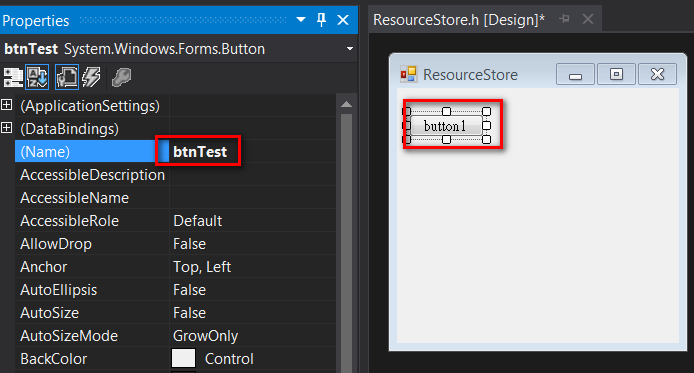 Properties
btnTest System.Windows.Forms.Button
(ApplicationSettings)
(DataBindings)
(Name) btnTest
AccessibleDescription
AccessibleName
AccessibleRole Default
AllowDrop False
Anchor Top, Left
AutoEllipsis False
AutoSize False
AutoSizeMode GrowOnly
BackColor Control
ResourceStore.h [Design]*
ResourceStore
button1